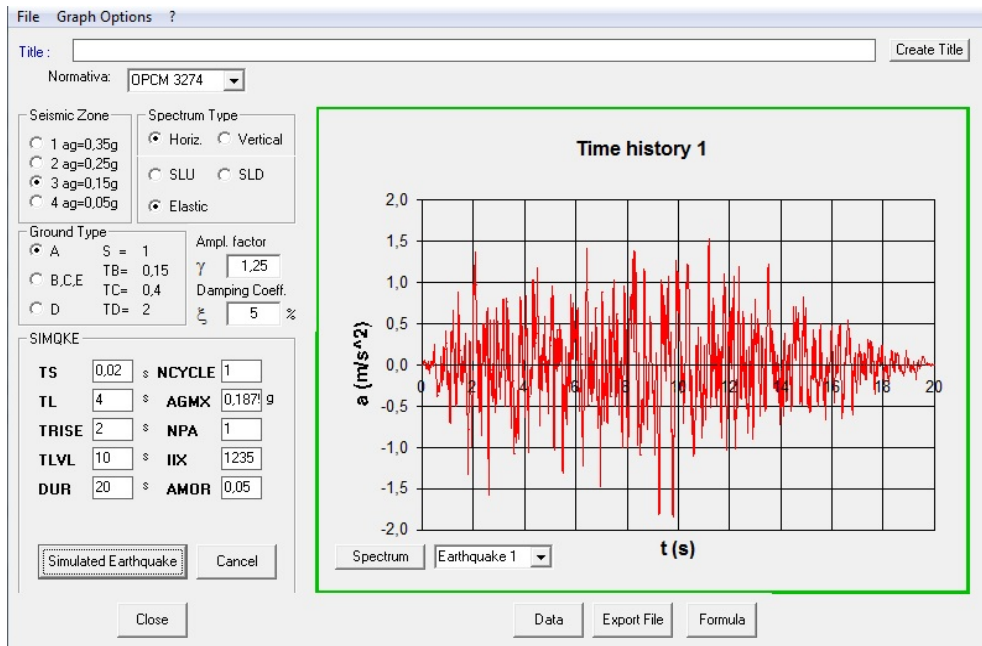 File Graph Options ?
Title : Create Title
Normativa: OPCM 3274
Seismic Zone
1 ag=0,35g
2 ag=0,25g
3 ag=0,15g
4 ag=0,05g
Spectrum Type
Horiz. Vertical
SLU SLD
Elastic
Ground Type
A S = 1
B,C,E TB= 0,15
TC= 0,4
D TD= 2
Ampl. factor
γ 1,25
Damping Coeff.
ξ 5 %
SIMQKE
TS 0,02 s NCYCLE 1
TL 4 s AGMX 0,1875 g
TRISE 2 s NPA 1
TLVL 10 s IIX 1235
DUR 20 s AMOR 0,05
Simulated Earthquake Cancel
Close
Time history 1
a (m/s^2)
2,0
1,5
1,0
0,5
0,0
-0,5
-1,0
-1,5
-2,0
0 2 4 6 8 10 12 14 16 18 20
t (s)
Spectrum Earthquake 1
Data Export File Formula